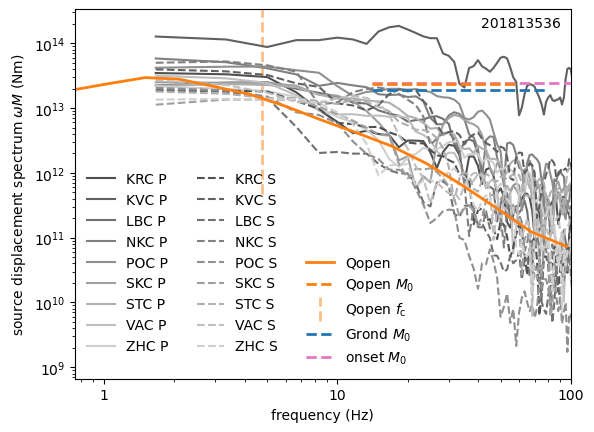 201813536
source displacement spectrum ωM (Nm)
10¹⁴
10¹³
10¹²
10¹¹
10¹⁰
10⁹
KRC P
KVC P
LBC P
NKC P
POC P
SKC P
STC P
VAC P
ZHC P
KRC S
KVC S
LBC S
NKC S
POC S
SKC S
STC S
VAC S
ZHC S
Qopen
Qopen M₀
Qopen f_c
Grond M₀
onset M₀
1 10 100
frequency (Hz)